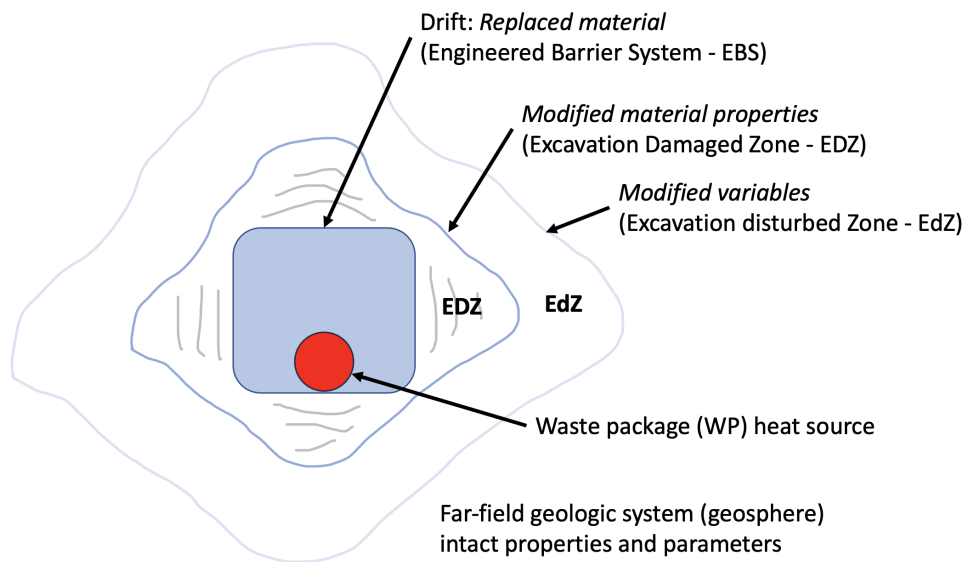 Drift: Replaced material
(Engineered Barrier System - EBS)
Modified material properties
(Excavation Damaged Zone - EDZ)
Modified variables
(Excavation disturbed Zone - EdZ)
EDZ
EdZ
Waste package (WP) heat source
Far-field geologic system (geosphere)
intact properties and parameters